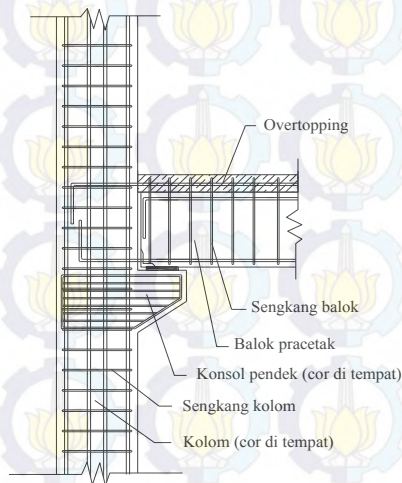 Overtopping
Sengkang balok
Balok pracetak
Konsol pendek (cor di tempat)
Sengkang kolom
Kolom (cor di tempat)